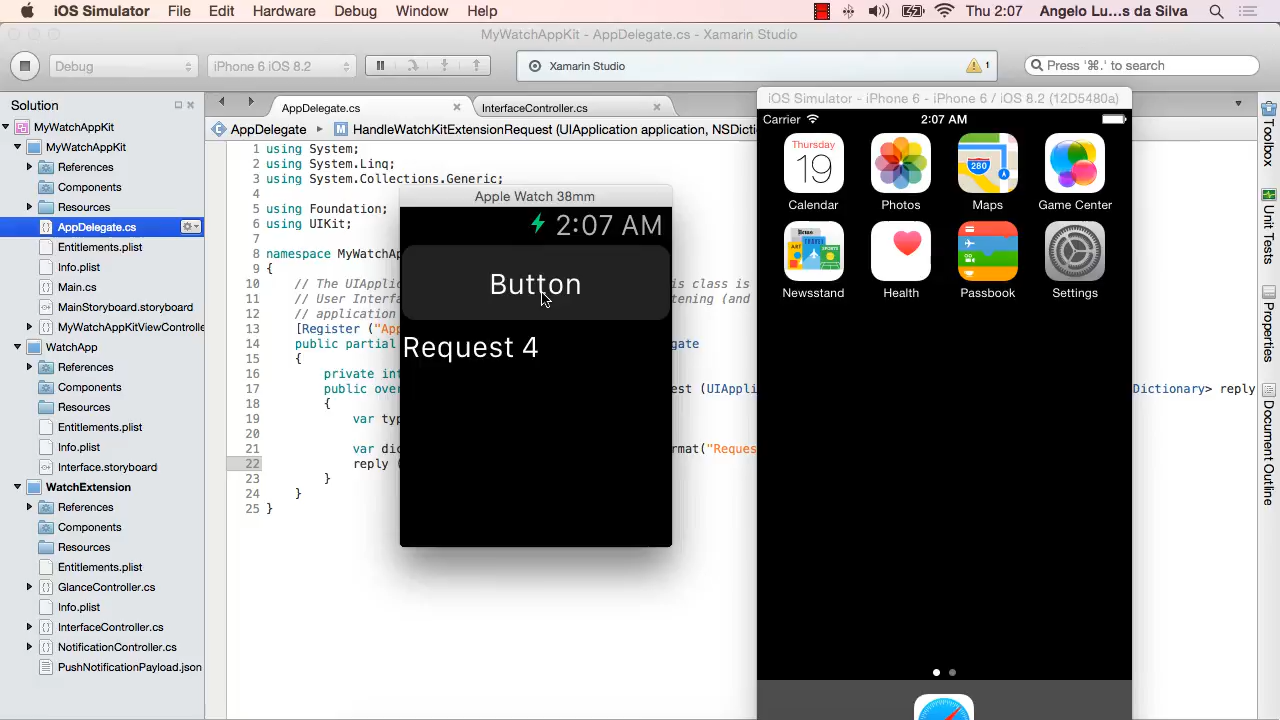 iOS Simulator File Edit Hardware Debug Window Help Thu 2:07 Angelo Lu...s da Silva
MyWatchAppKit - AppDelegate.cs - Xamarin Studio
Debug iPhone 6 iOS 8.2 Xamarin Studio 1 Press '⌘.' to search
Solution
MyWatchAppKit
MyWatchAppKit
References
Components
Resources
AppDelegate.cs
Entitlements.plist
Info.plist
Main.cs
MainStoryboard.storyboard
MyWatchAppKitViewControlle
WatchApp
References
Components
Resources
Entitlements.plist
Info.plist
Interface.storyboard
WatchExtension
References
Components
Resources
Entitlements.plist
GlanceController.cs
Info.plist
InterfaceController.cs
NotificationController.cs
PushNotificationPayload.json
AppDelegate.cs InterfaceController.cs
AppDelegate HandleWatchKitExtensionRequest (UIApplication application, NSDictio
1 using System;
2 using System.Linq;
3 using System.Collections.Generic;
4
5 using Foundation;
6 using UIKit;
7
8 namespace MyWatchAp
9 {
10 // The UIApplic is class is
11 // User Interfa tening (and
12 // application
13 [Register ("App
14 public partial gate
15 {
16 private int
17 public over est (UIAppli Dictionary> reply
18 {
19 var typ
20
21 var dic rmat("Reques
22 reply (
23 }
24 }
25 }
Apple Watch 38mm
2:07 AM
Button
Request 4
iOS Simulator - iPhone 6 - iPhone 6 / iOS 8.2 (12D5480a)
Carrier 2:07 AM
Thursday
19
280
Calendar Photos Maps Game Center
News
ART
TRAVEL
SPORTS
Newsstand Health Passbook Settings
Toolbox
Unit Tests
Properties
Document Outline